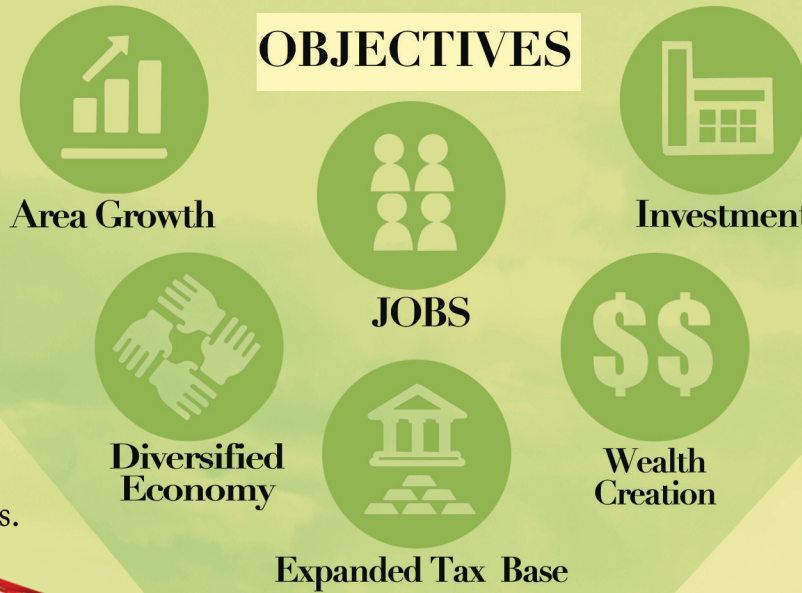 OBJECTIVES
Area Growth
Investment
JOBS
Diversified
Economy
Wealth
Creation
s.
Expanded Tax Base
$$